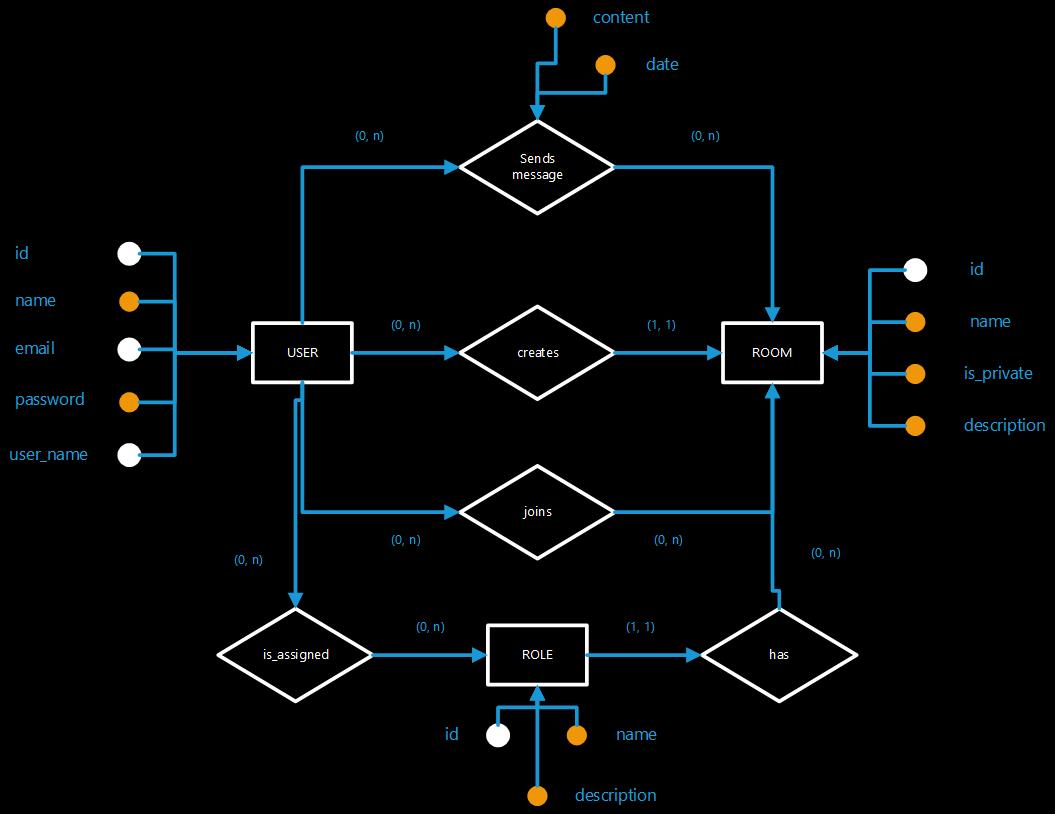 content
date
(0, n)
(0, n)
Sends
message
id
name
email
password
user_name
USER
(0, n)
creates
(1, 1)
ROOM
id
name
is_private
description
joins
(0, n)
(0, n)
(0, n)
(0, n)
is_assigned
(0, n)
ROLE
(1, 1)
has
id
name
description